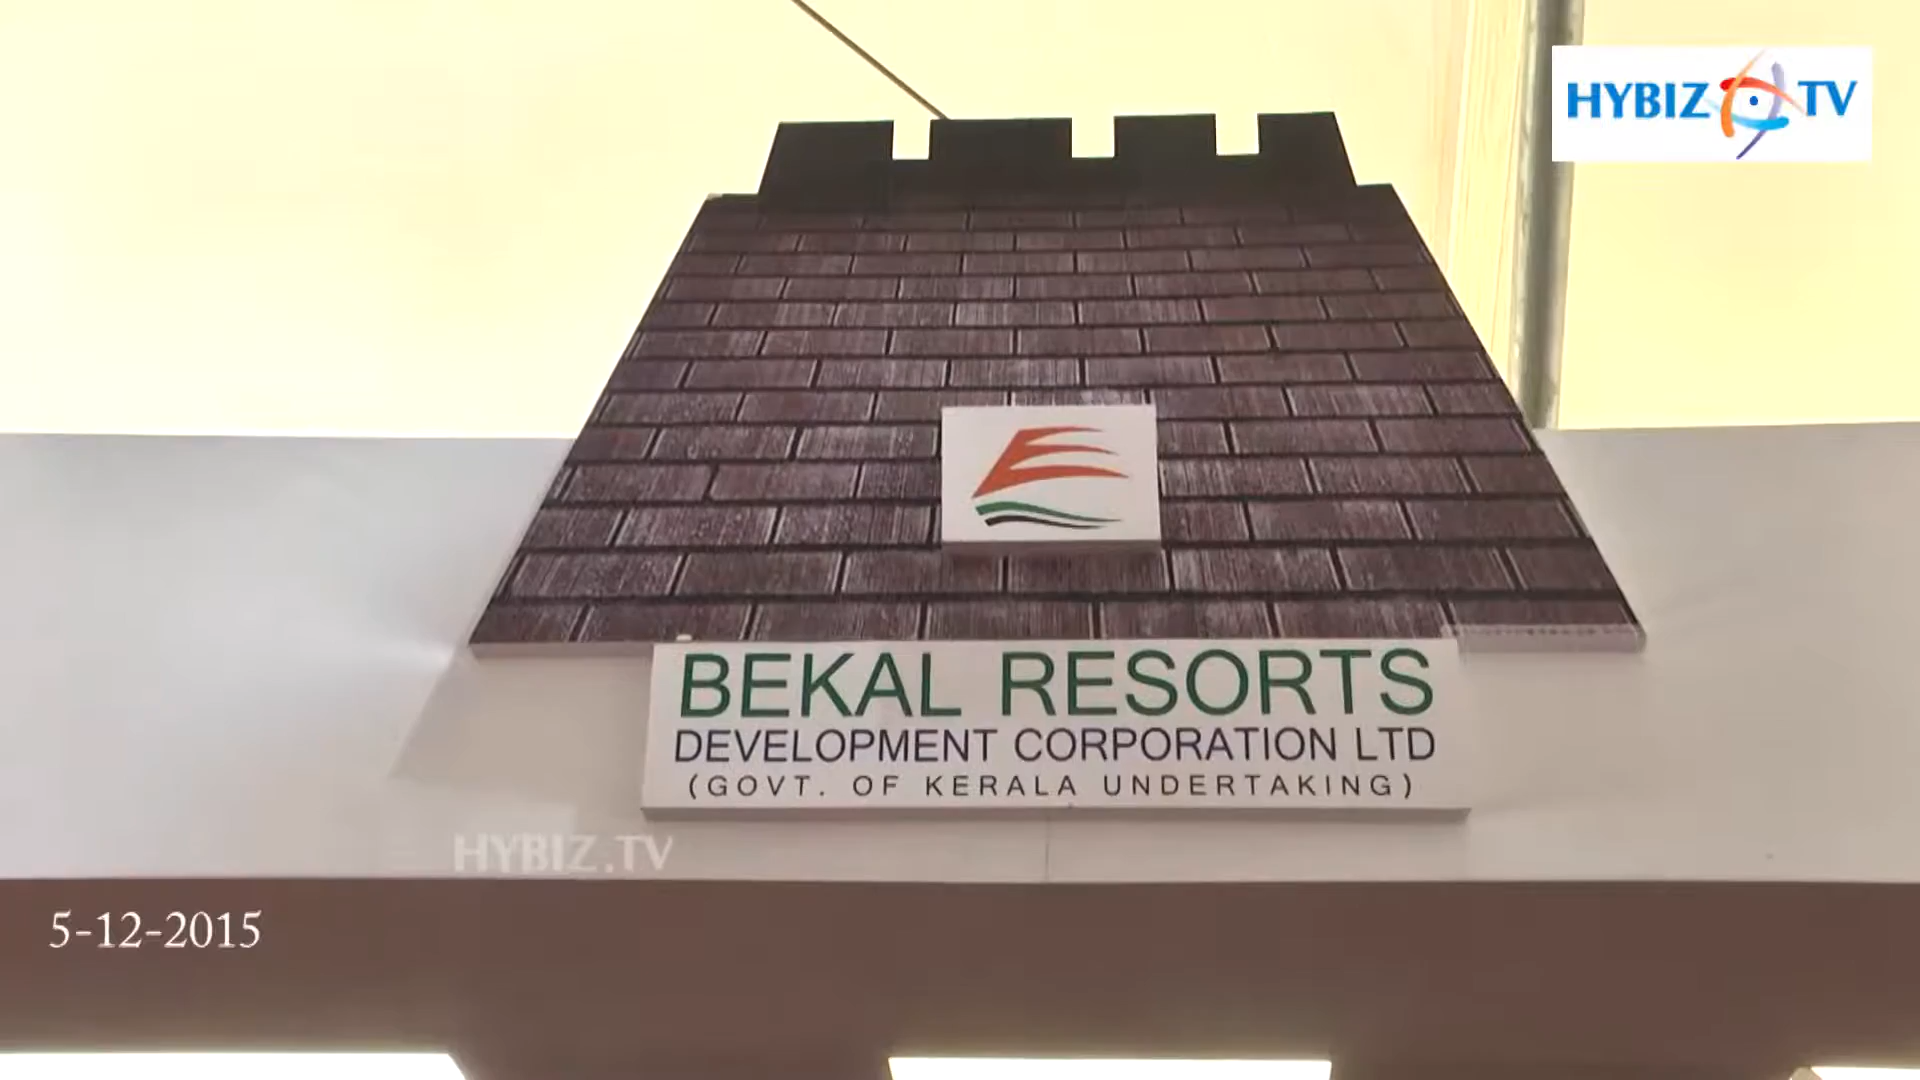 HYBIZ TV
BEKAL RESORTS
DEVELOPMENT CORPORATION LTD
(GOVT. OF KERALA UNDERTAKING)
HYBIZ.TV
5-12-2015